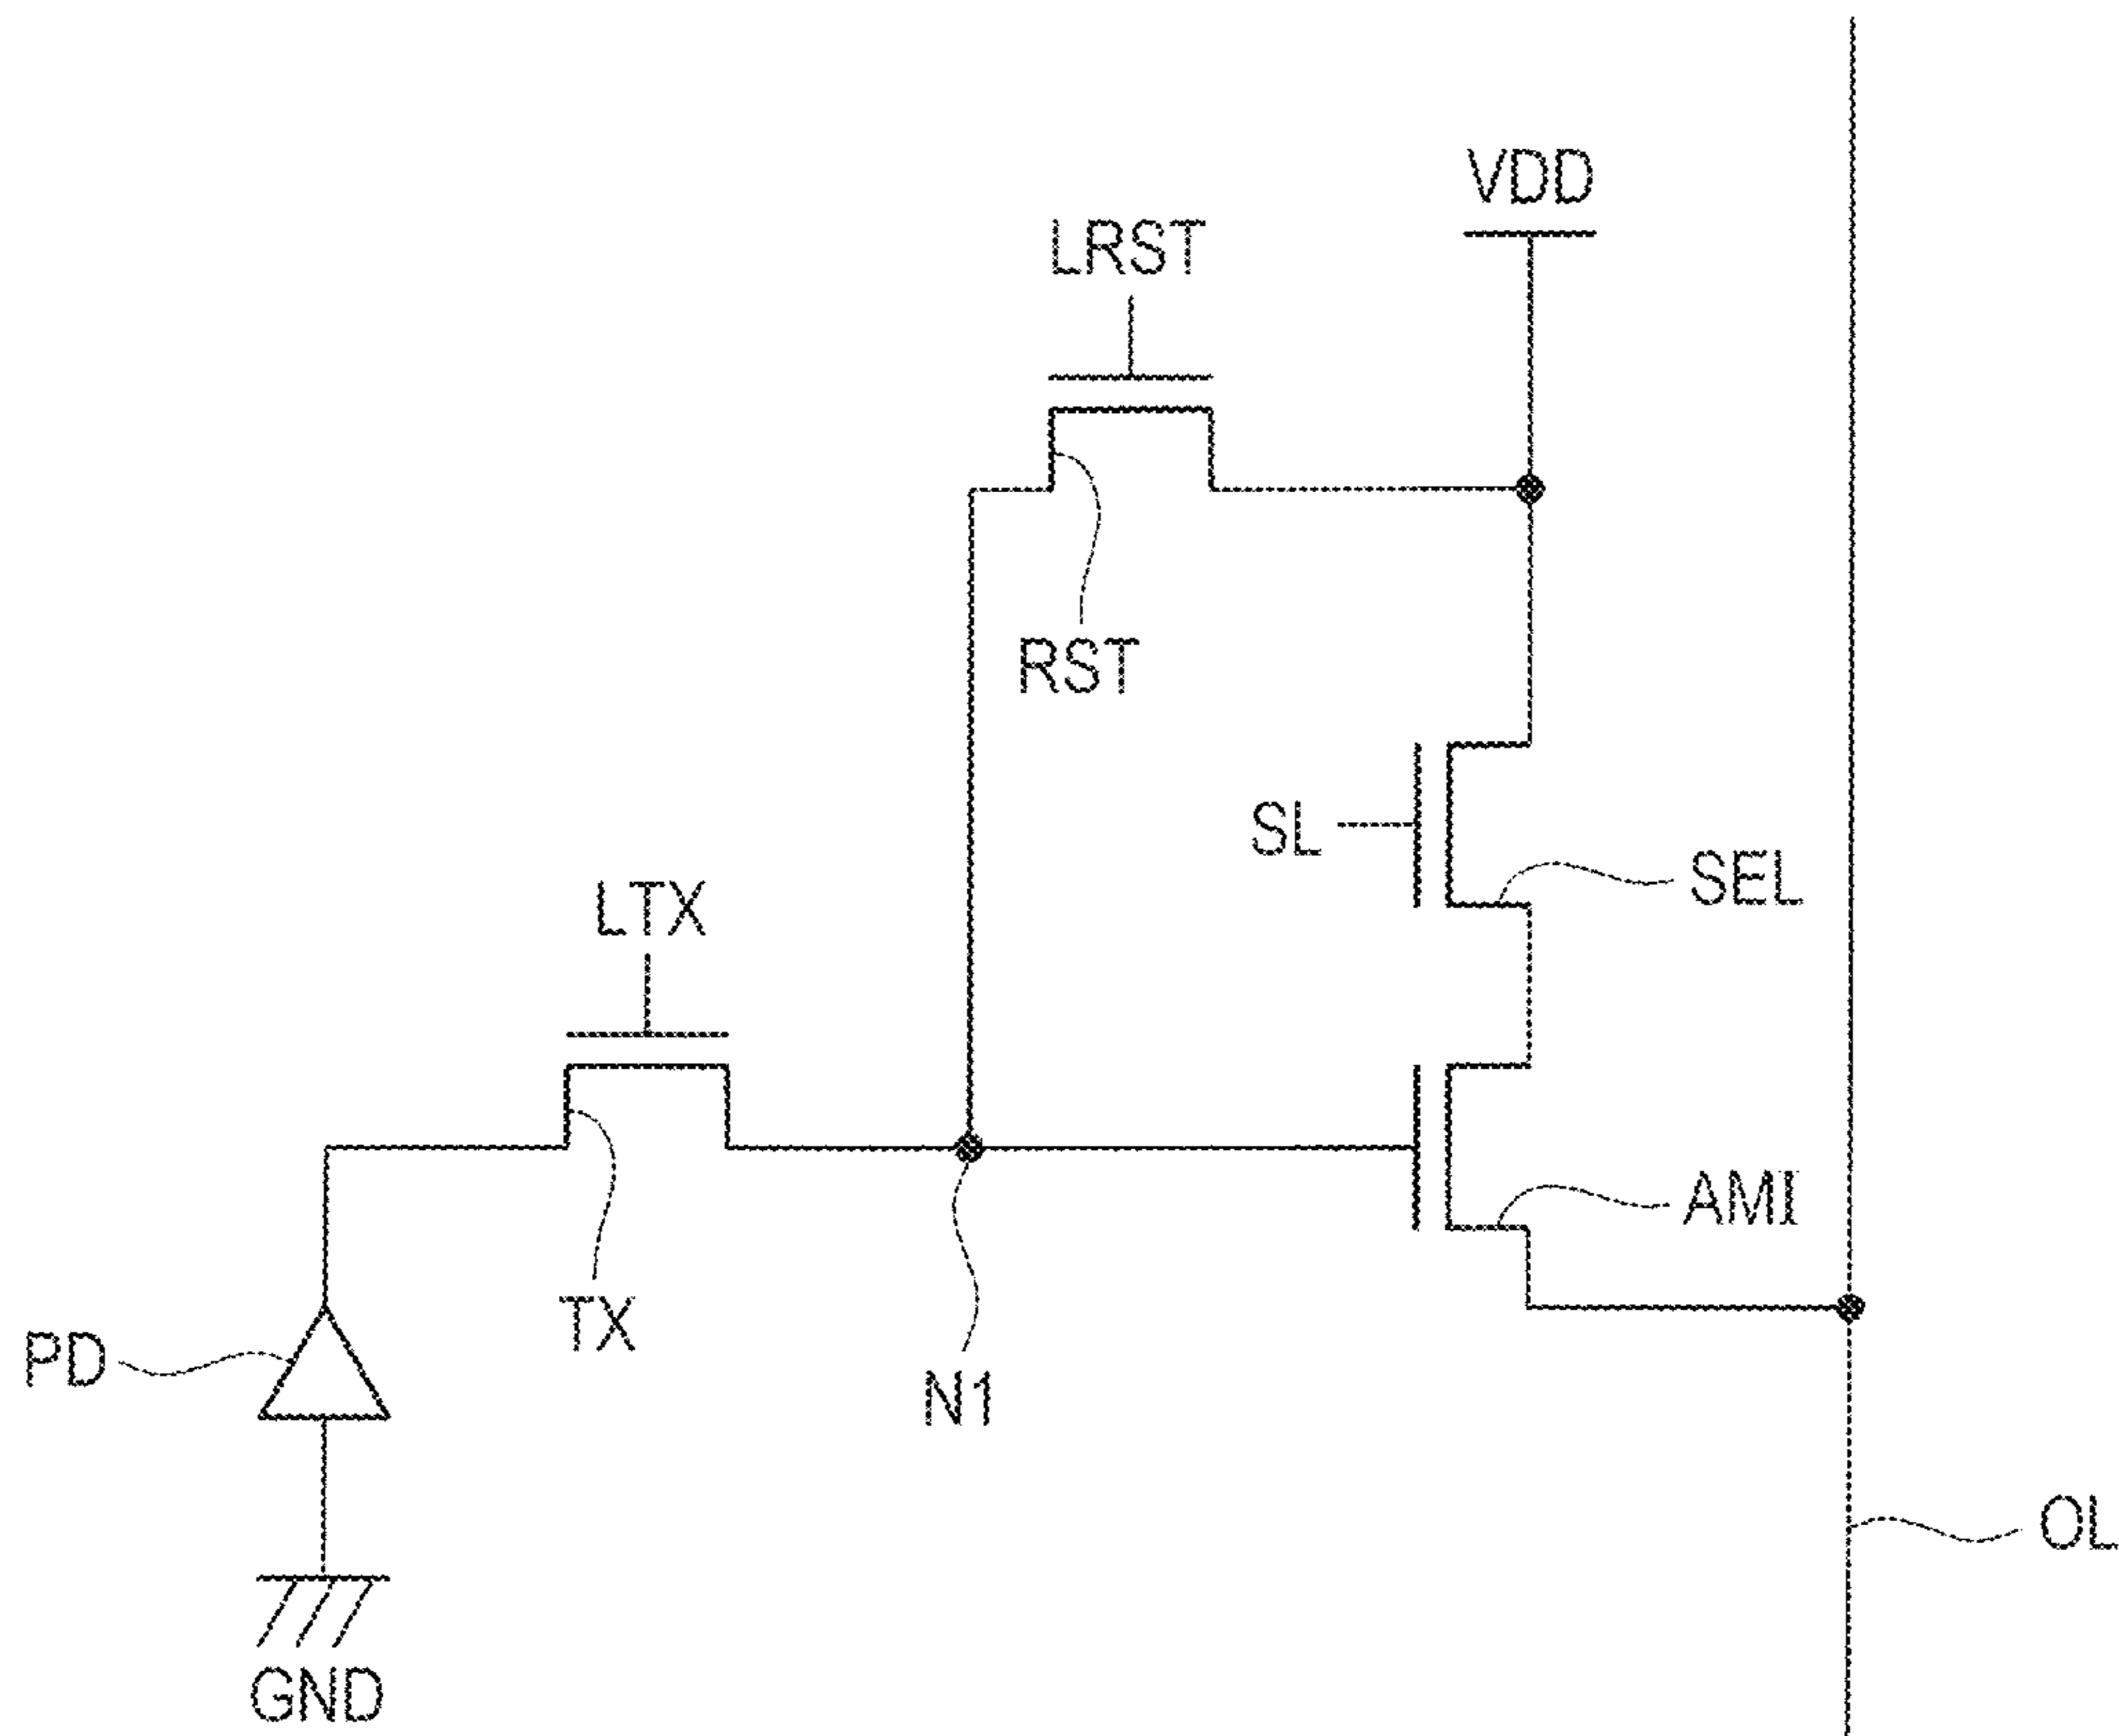 VDD
LRST
RST
SL
SEL
LTX
AMI
TX
PD
N1
OL
GND